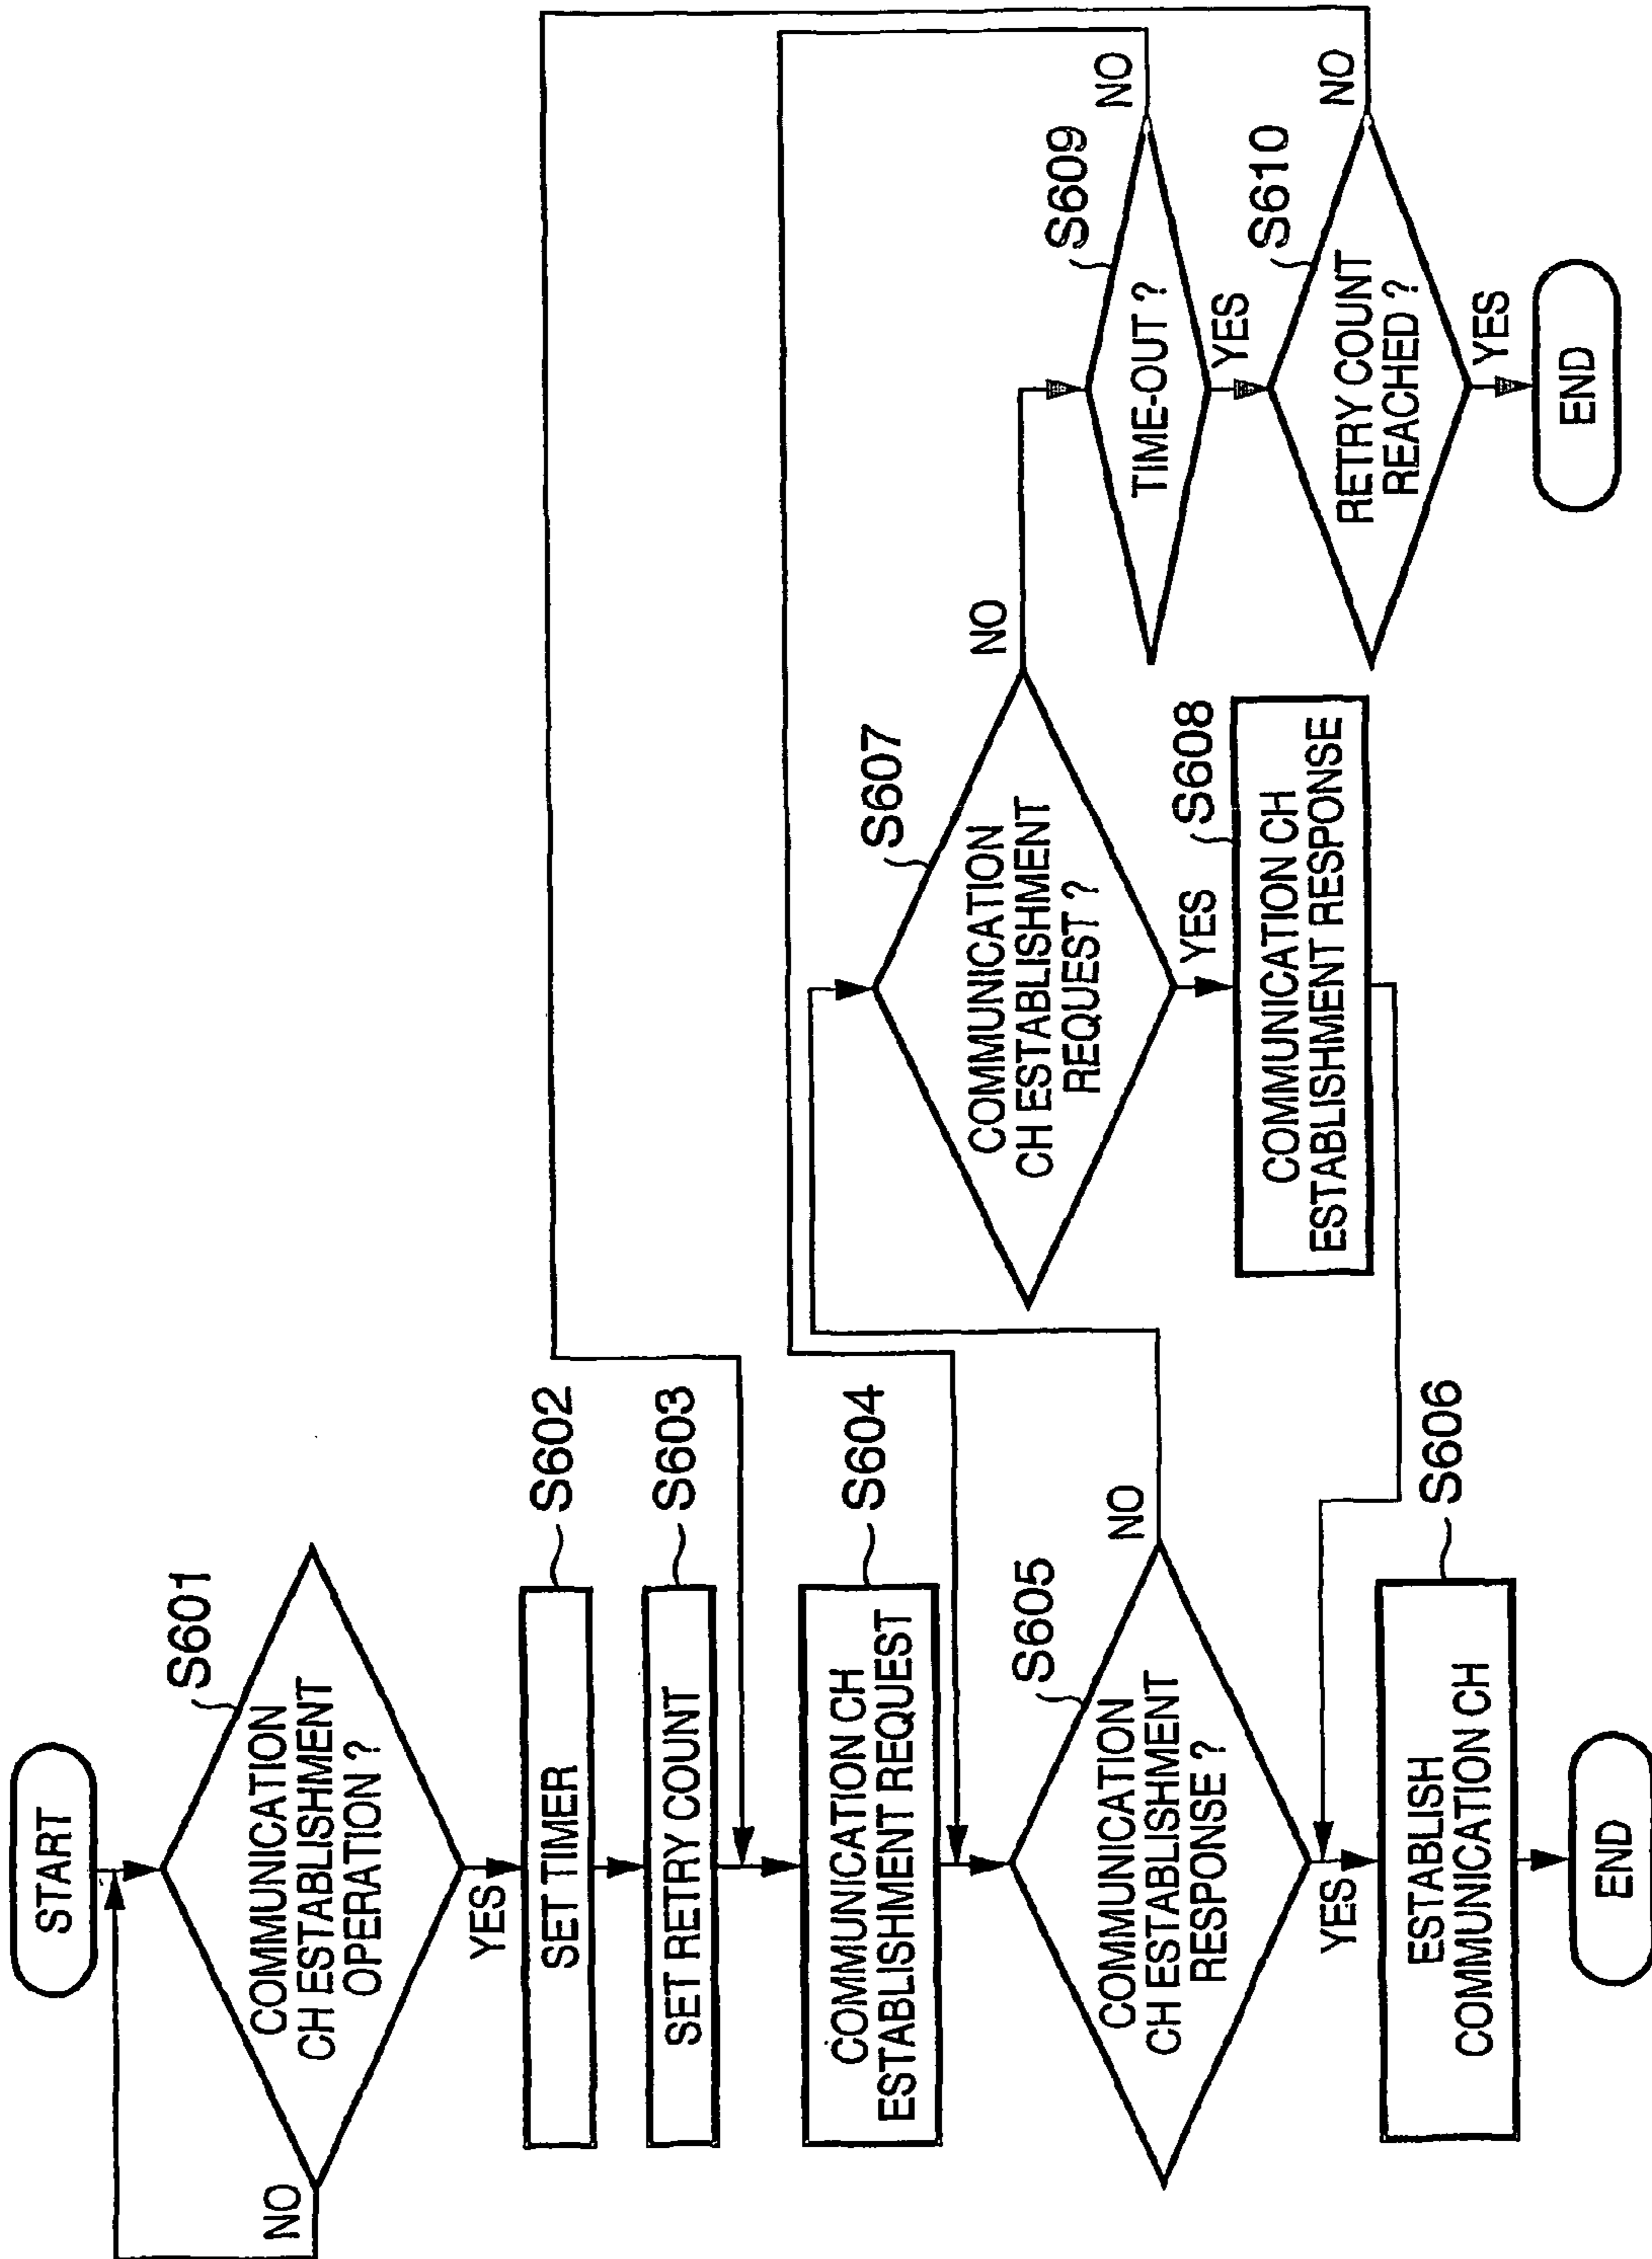 START
S601
COMMUNICATION
CH ESTABLISHMENT
OPERATION ?
NO
YES
SET TIMER
S602
SET RETRY COUNT
S603
COMMUNICATION CH
ESTABLISHMENT REQUEST
S604
S605
COMMUNICATION
CH ESTABLISHMENT
RESPONSE ?
NO
YES
ESTABLISH
COMMUNICATION CH
S606
END
S607
COMMUNICATION
CH ESTABLISHMENT
REQUEST ?
NO
YES
S608
COMMUNICATION CH
ESTABLISHMENT RESPONSE
S609
TIME-OUT ?
NO
YES
S610
RETRY COUNT
REACHED ?
NO
YES
END